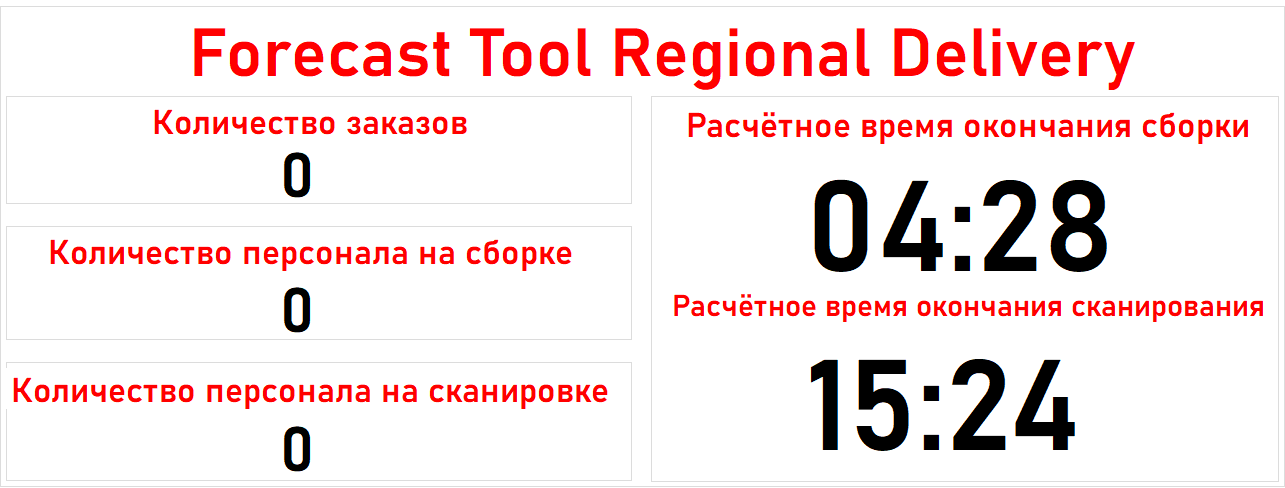 Forecast Tool Regional Delivery
Количество заказов
0
Количество персонала на сборке
0
Количество персонала на сканировке
0
Расчётное время окончания сборки
04:28
Расчётное время окончания сканирования
15:24